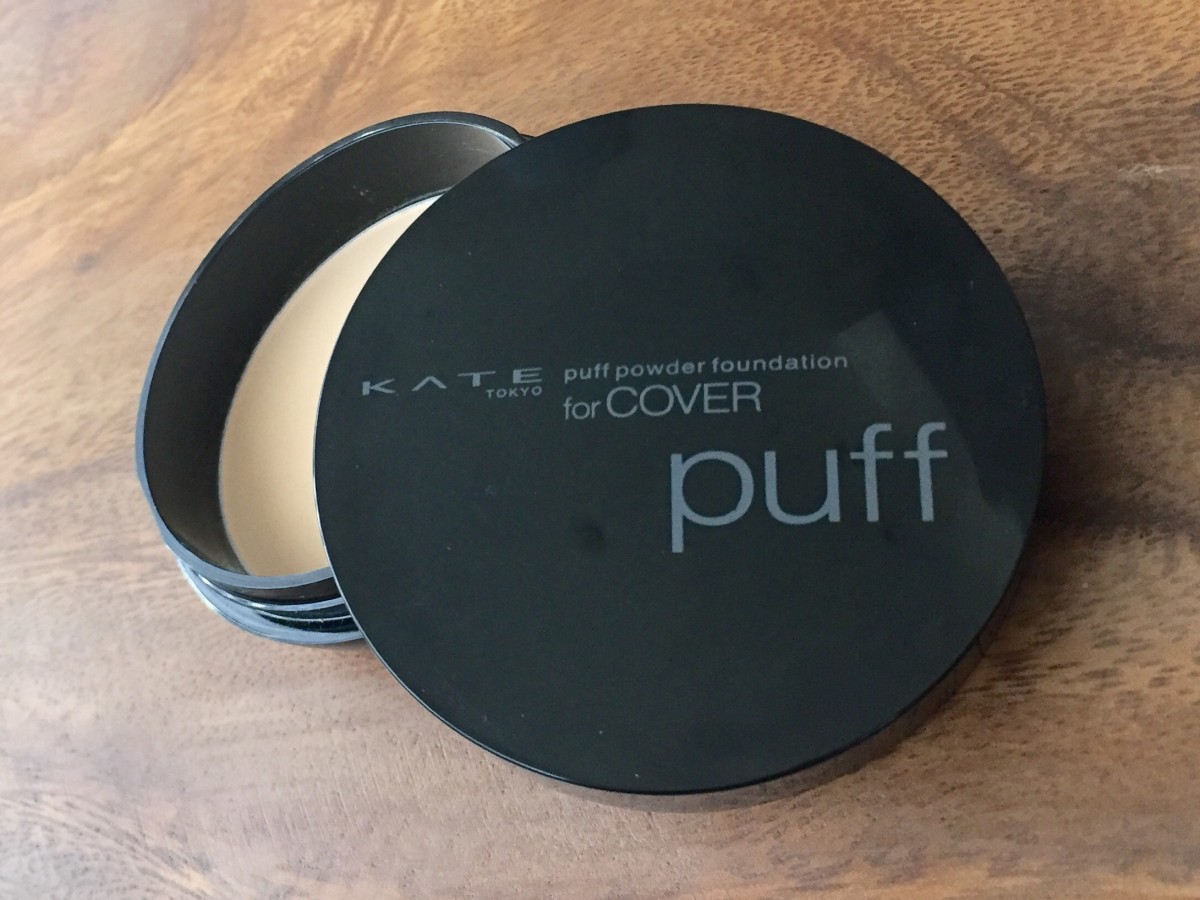 KATE
TOKYO
puff powder foundation
for COVER
puff